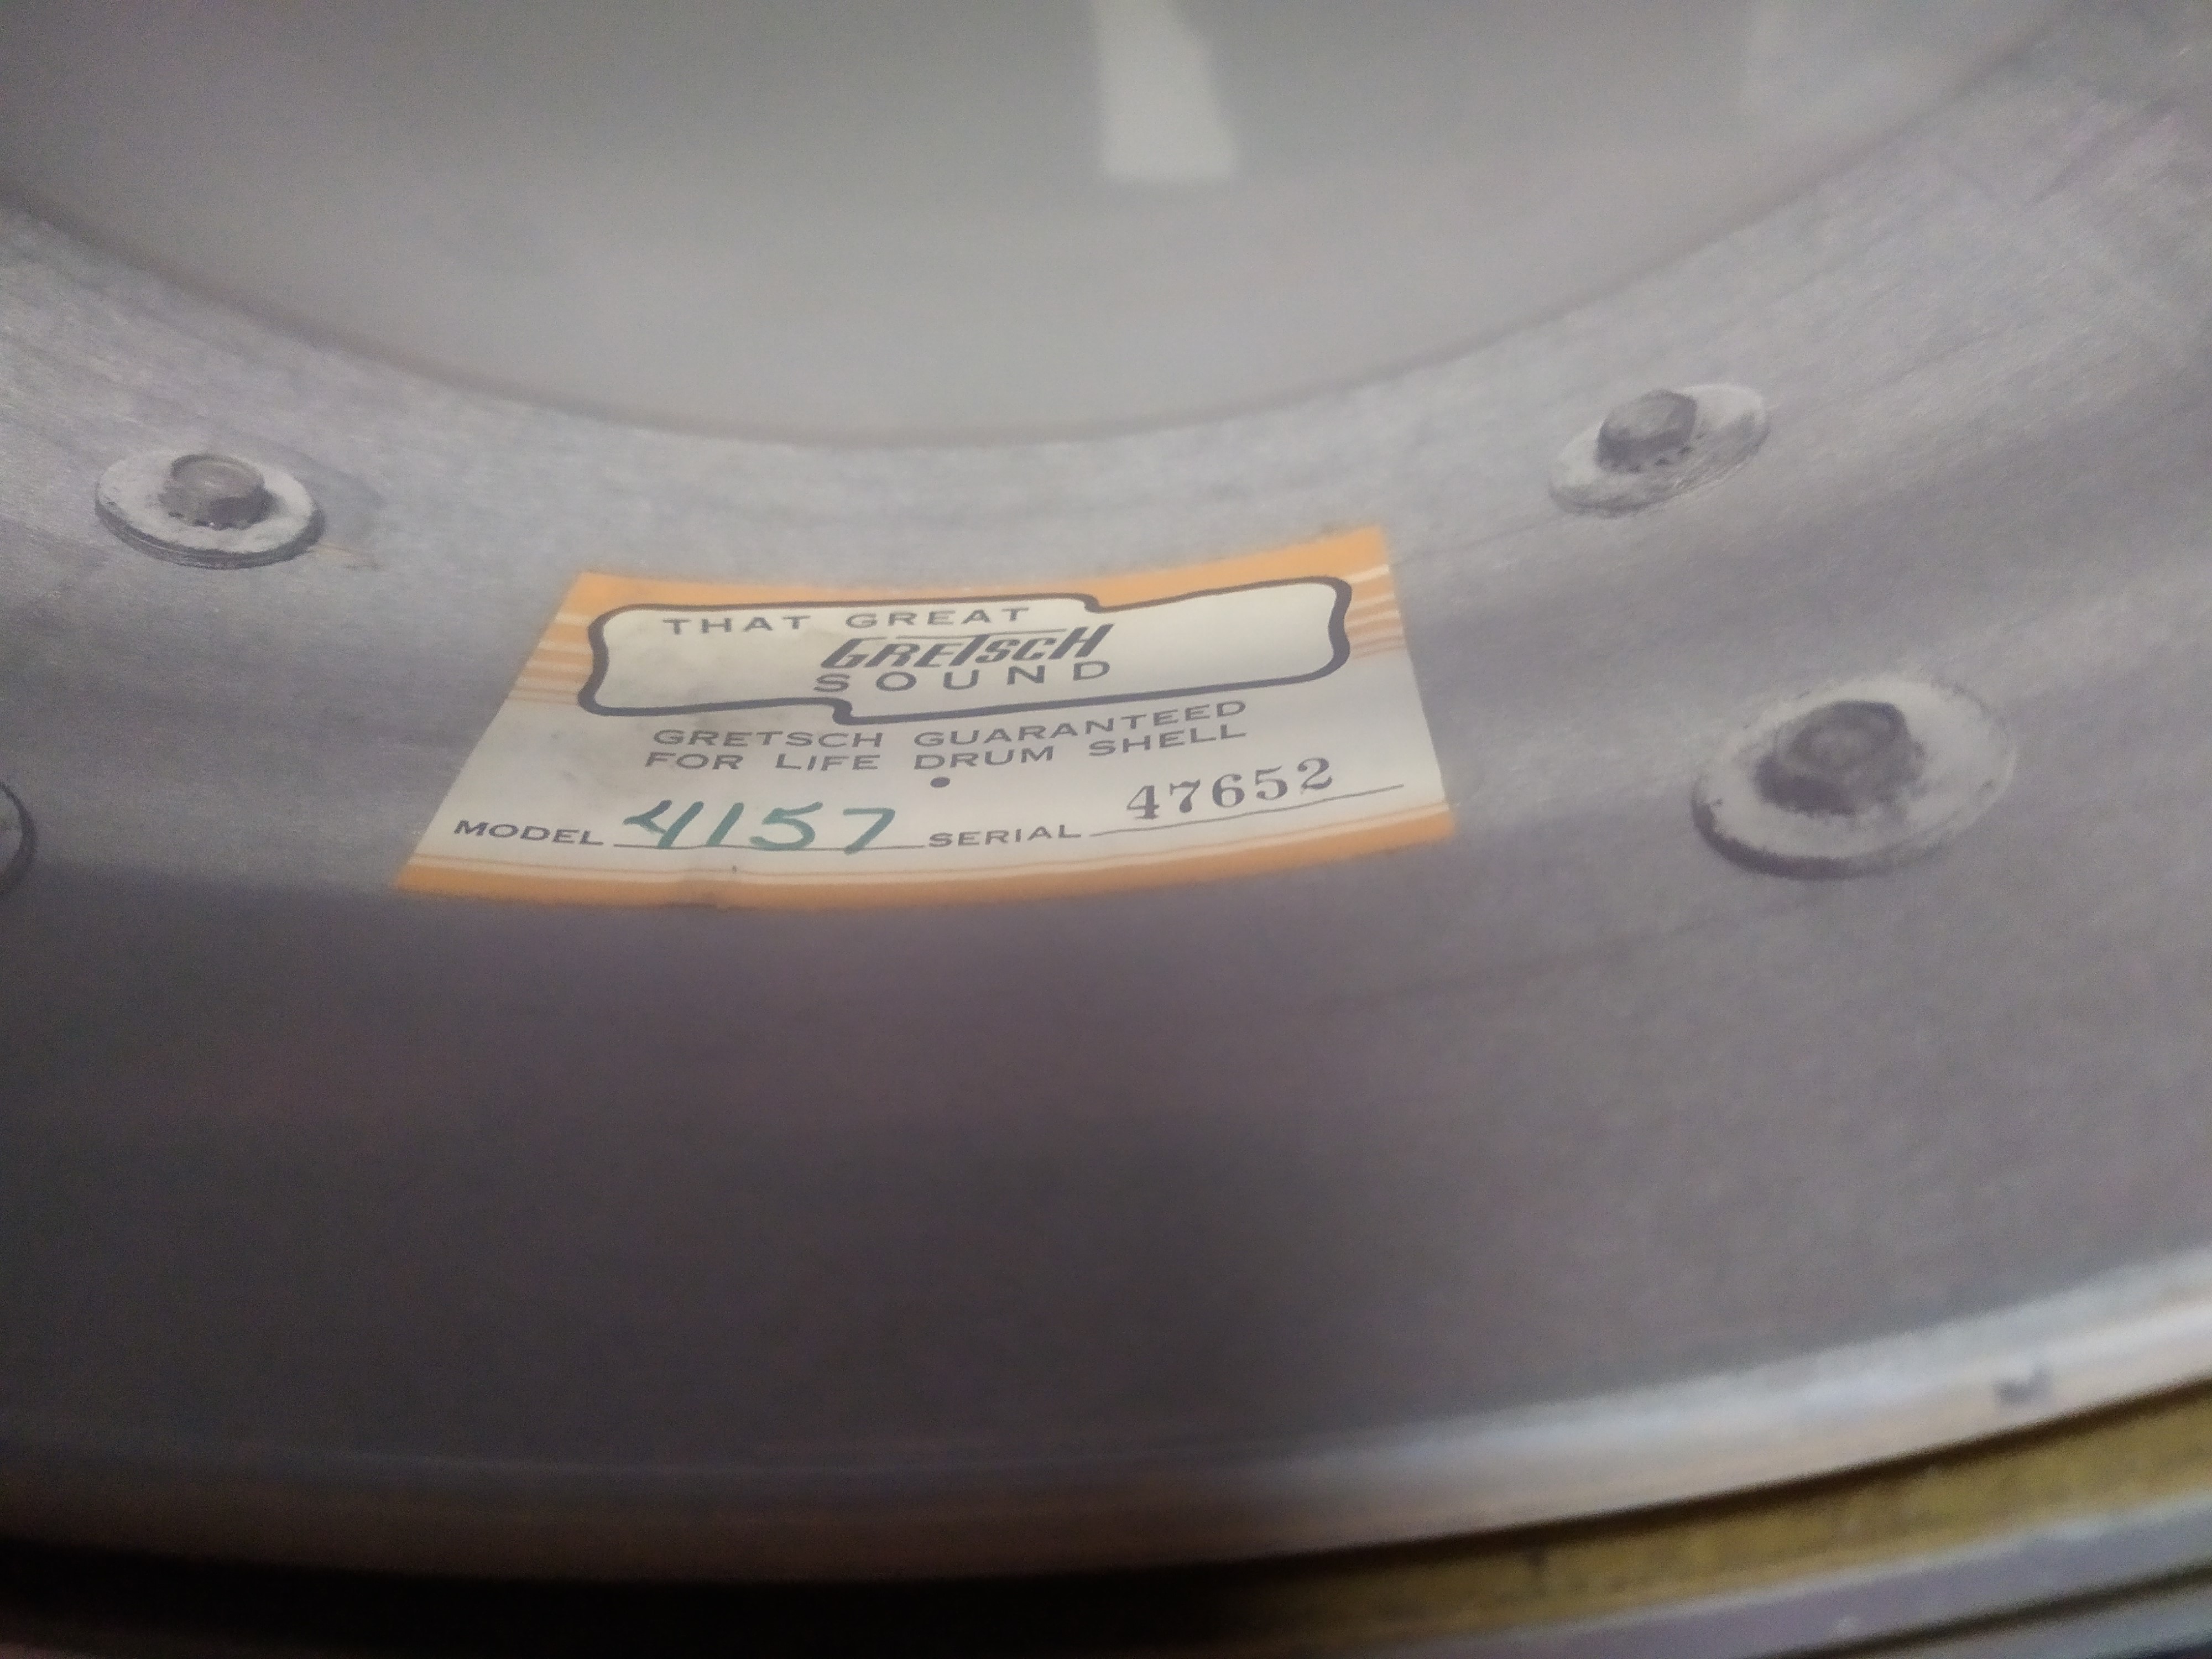 THAT GREAT
GRETSCH
SOUND
GRETSCH GUARANTEED
FOR LIFE DRUM SHELL
MODEL 4157 SERIAL 47652